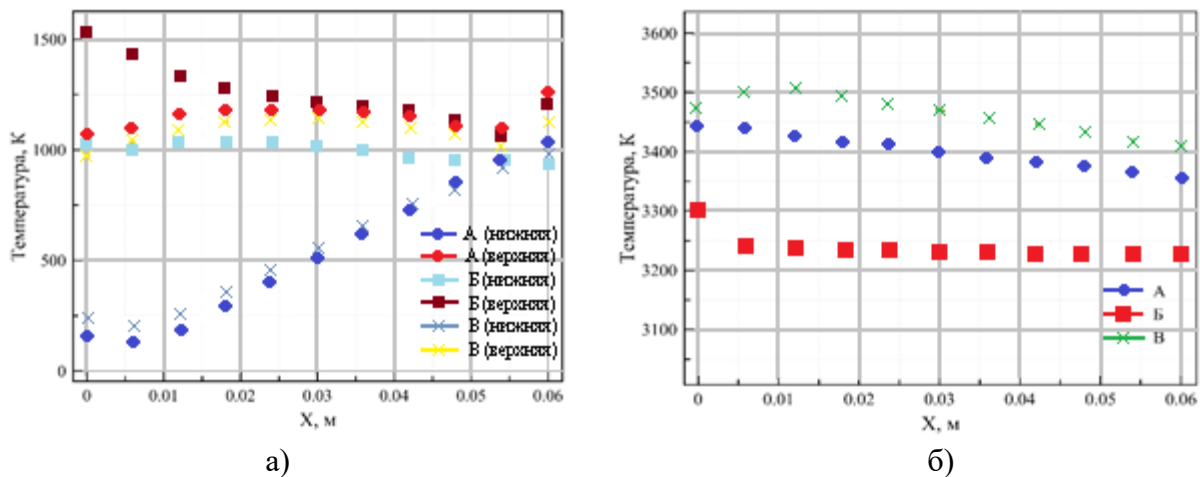 1500
1000
500
0
Температура, К
А (нижняя)
А (верхняя)
Б (нижняя)
Б (верхняя)
В (нижняя)
В (верхняя)
0 0.01 0.02 0.03 0.04 0.05 0.06
X, м
а)
3600
3500
3400
3300
3200
3100
Температура, К
А
Б
В
0 0.01 0.02 0.03 0.04 0.05 0.06
X, м
б)